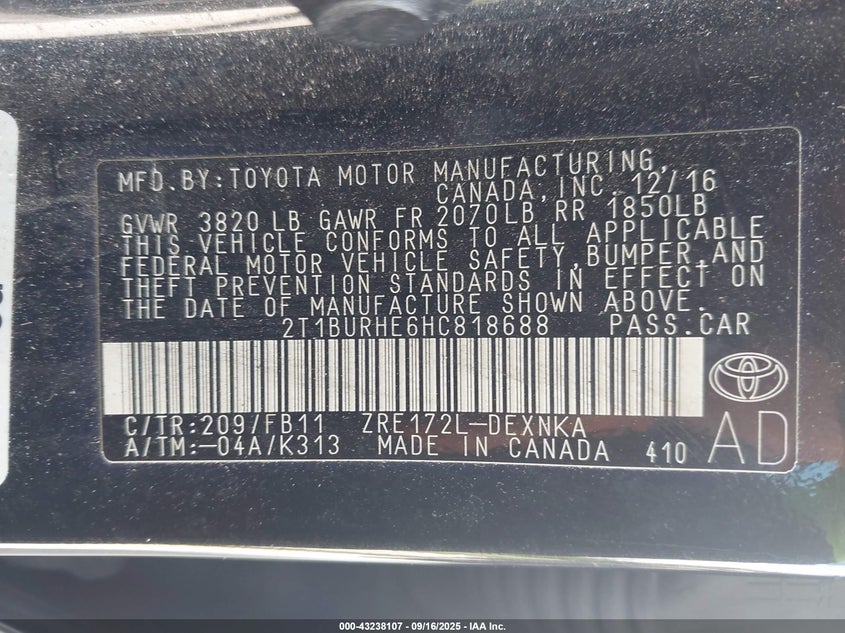 MFD.BY:TOYOTA MOTOR MANUFACTURING,
CANADA,INC. 12/16
GVWR 3820 LB GAWR FR 2070LB RR 1850LB
THIS VEHICLE CONFORMS TO ALL APPLICABLE
FEDERAL MOTOR VEHICLE SAFETY,BUMPER,AND
THEFT PREVENTION STANDARDS IN EFFECT ON
THE DATE OF MANUFACTURE SHOWN ABOVE.
2T1BURHE6HC818688 PASS.CAR
C/TR:209/FB11 ZRE172L-DEXNKA
A/TM:-04A/K313 MADE IN CANADA 410 AD
000-43238107 - 09/16/2025 - IAA Inc.